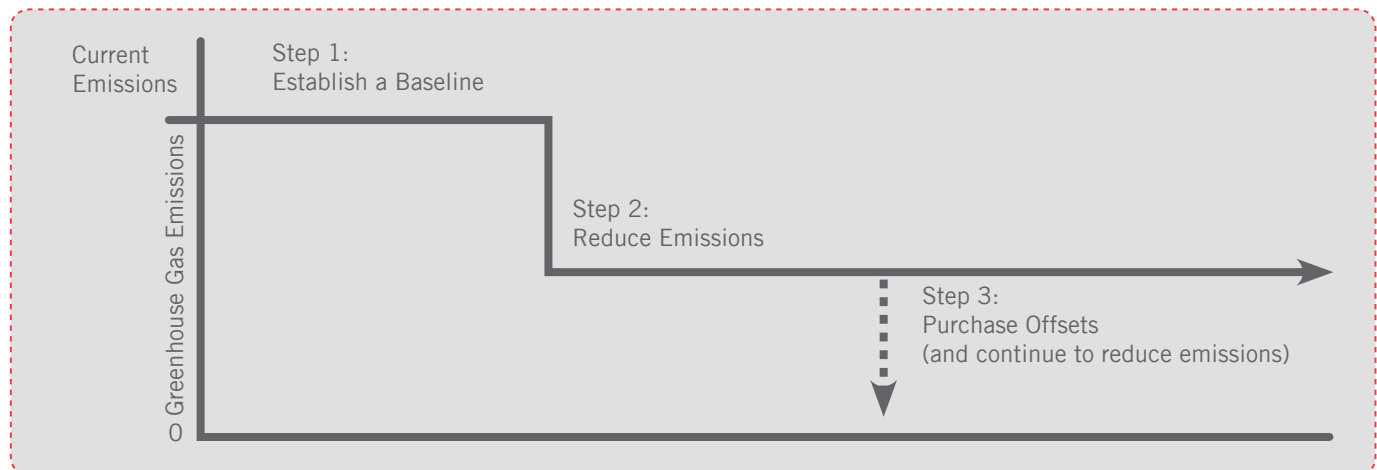 Current
Emissions
Step 1:
Establish a Baseline
Greenhouse Gas Emissions
Step 2:
Reduce Emissions
Step 3:
Purchase Offsets
(and continue to reduce emissions)
0